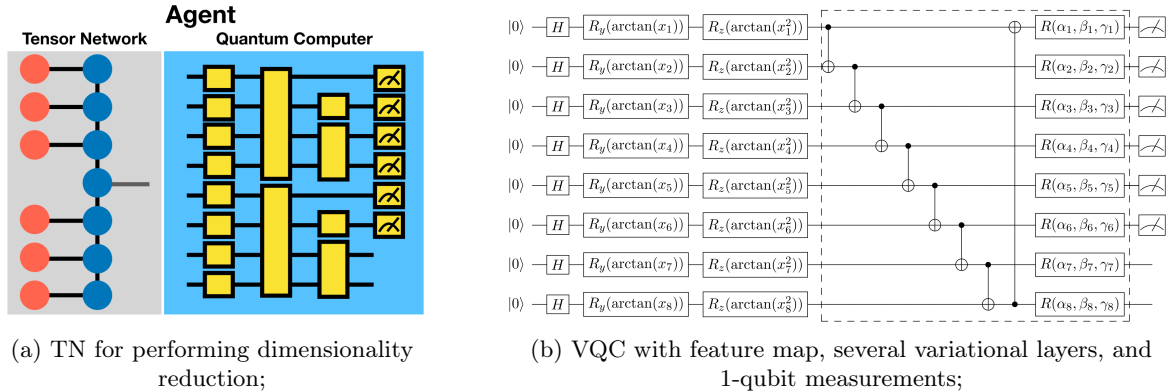 Agent
Tensor Network
Quantum Computer
|0⟩ H R_y(arctan(x_1)) R_z(arctan(x_1^2)) R(α_1, β_1, γ_1)
|0⟩ H R_y(arctan(x_2)) R_z(arctan(x_2^2)) R(α_2, β_2, γ_2)
|0⟩ H R_y(arctan(x_3)) R_z(arctan(x_3^2)) R(α_3, β_3, γ_3)
|0⟩ H R_y(arctan(x_4)) R_z(arctan(x_4^2)) R(α_4, β_4, γ_4)
|0⟩ H R_y(arctan(x_5)) R_z(arctan(x_5^2)) R(α_5, β_5, γ_5)
|0⟩ H R_y(arctan(x_6)) R_z(arctan(x_6^2)) R(α_6, β_6, γ_6)
|0⟩ H R_y(arctan(x_7)) R_z(arctan(x_7^2)) R(α_7, β_7, γ_7)
|0⟩ H R_y(arctan(x_8)) R_z(arctan(x_8^2)) R(α_8, β_8, γ_8)
(a) TN for performing dimensionality
reduction;
(b) VQC with feature map, several variational layers, and
1-qubit measurements;